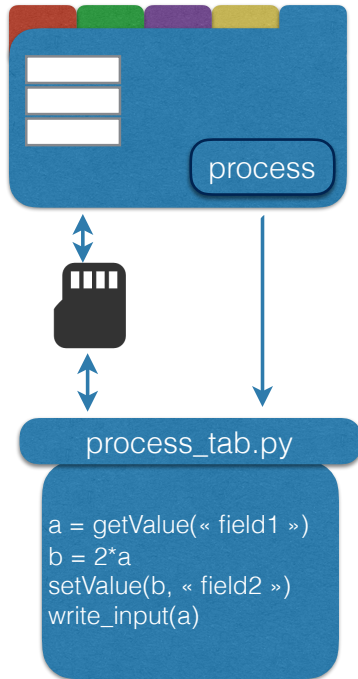 process
process_tab.py
a = getValue(« field1 »)
b = 2*a
setValue(b, « field2 »)
write_input(a)